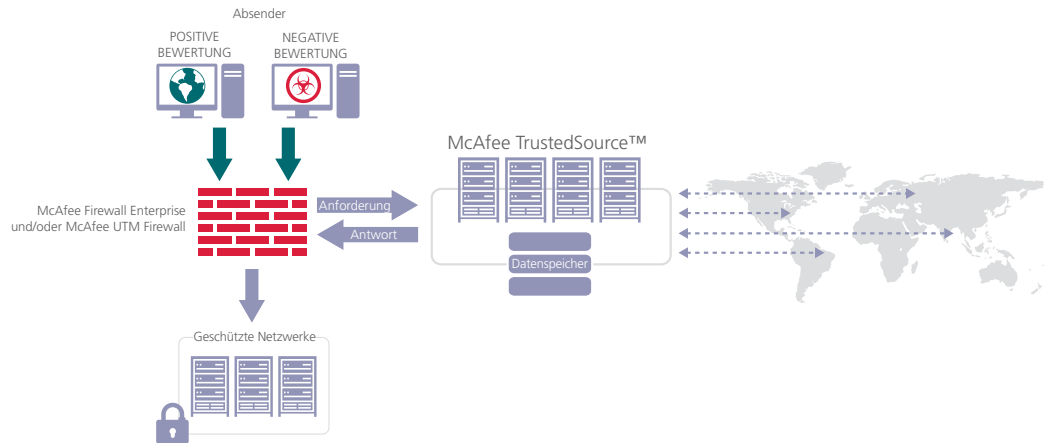 Absender
POSITIVE
BEWERTUNG
NEGATIVE
BEWERTUNG
McAfee TrustedSource™
McAfee Firewall Enterprise
und/oder McAfee UTM Firewall
Anforderung
Antwort
Datenspeicher
Geschützte Netzwerke